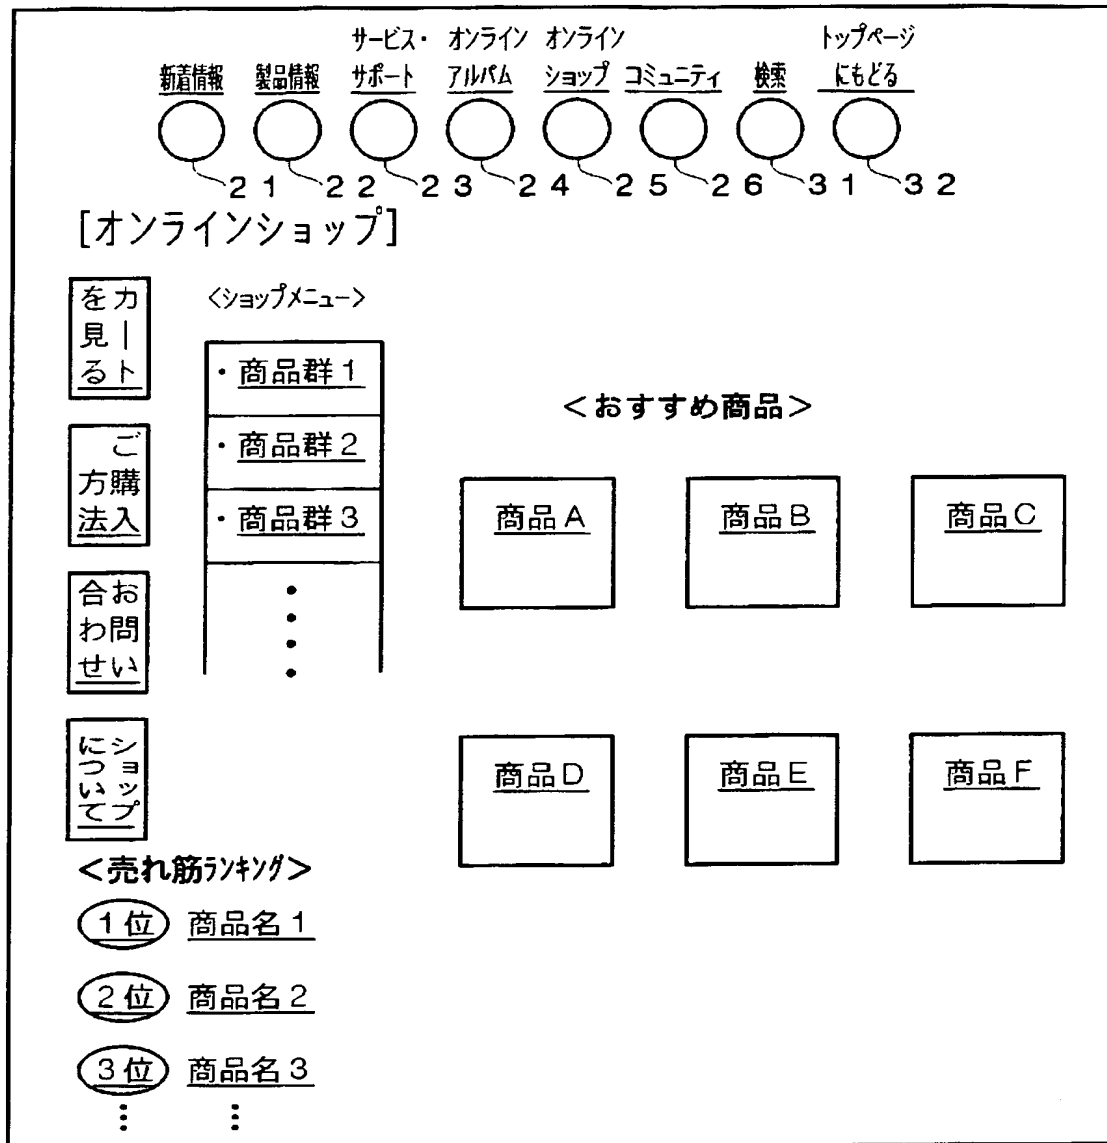 新着情報
製品情報
サービス・
サポート
オンライン
アルバム
オンライン
ショップ
コミュニティ
検索
トップページ
にもどる
21 22 23 24 25 26 31 32
[オンラインショップ]
カート
を見る
ご購入
方法
お問い
合わせ
ショップ
について
<ショップメニュー>
・商品群1
・商品群2
・商品群3
<おすすめ商品>
商品A 商品B 商品C
商品D 商品E 商品F
<売れ筋ランキング>
1位 商品名1
2位 商品名2
3位 商品名3